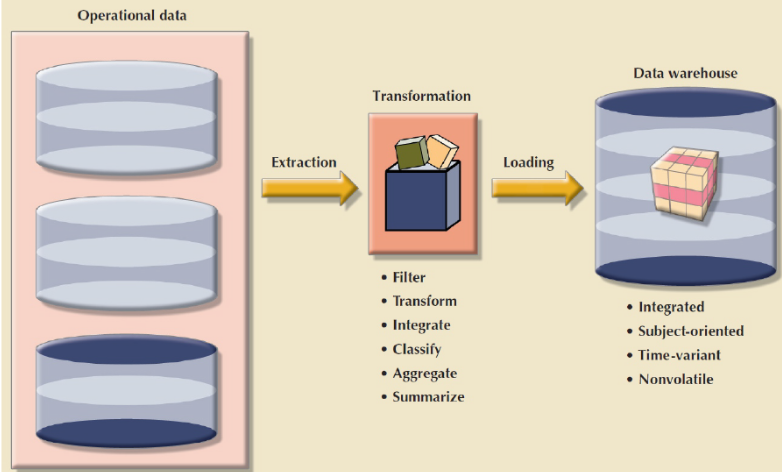 Operational data
Extraction
Transformation
• Filter
• Transform
• Integrate
• Classify
• Aggregate
• Summarize
Loading
Data warehouse
• Integrated
• Subject-oriented
• Time-variant
• Nonvolatile